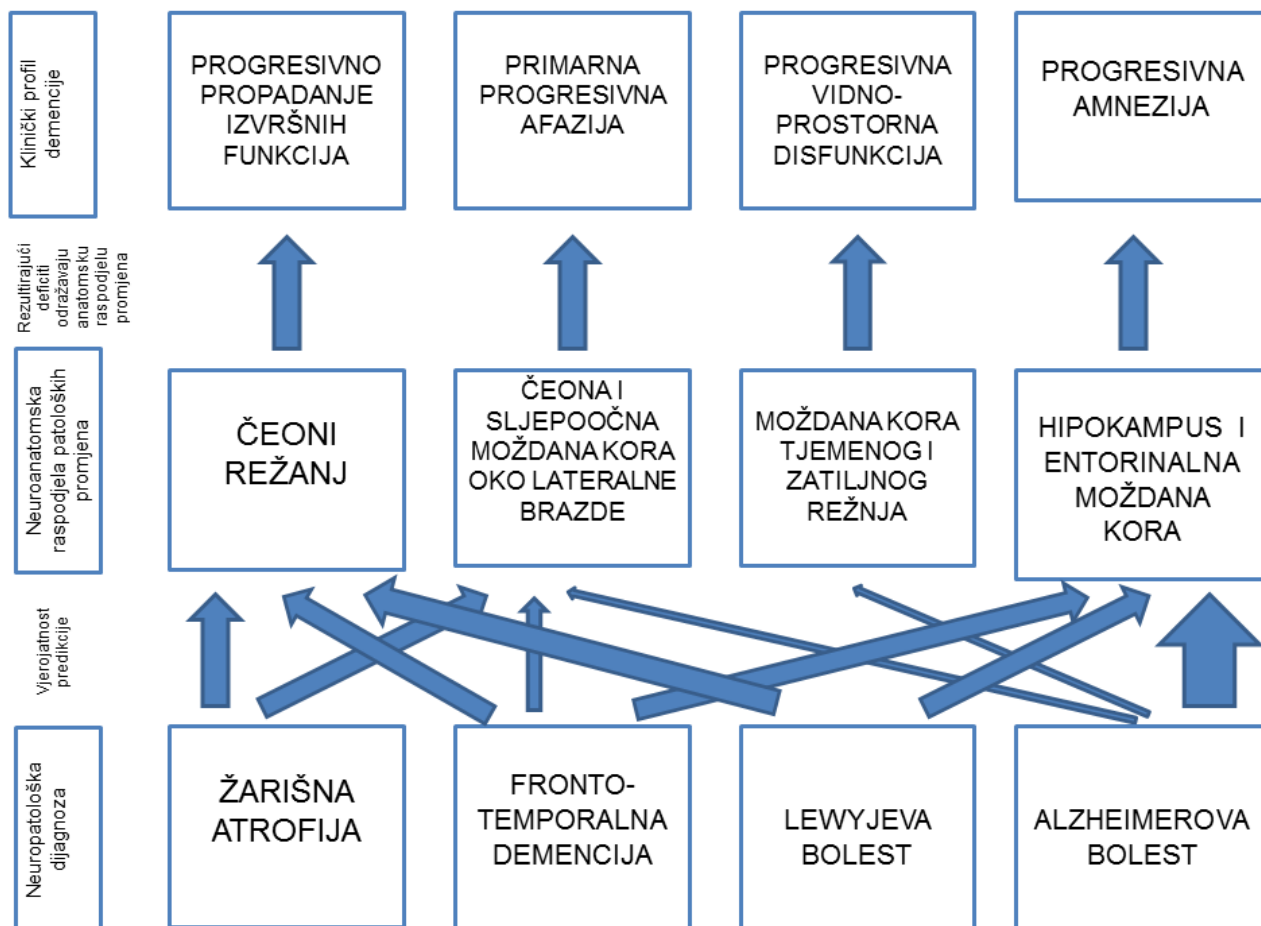 Klinički profil
demencije
PROGRESIVNO
PROPADANJE
IZVRŠNIH
FUNKCIJA
PRIMARNA
PROGRESIVNA
AFAZIJA
PROGRESIVNA
VIDNO-
PROSTORNA
DISFUNKCIJA
PROGRESIVNA
AMNEZIJA
Rezultirajući
deficiti
odražavaju
anatomsku
raspodjelu
promjena
Neuroanatomska
raspodjela patoloških
promjena
ČEONI
REŽANJ
ČEONA I
SLJEPOOČNA
MOŽDANA KORA
OKO LATERALNE
BRAZDE
MOŽDANA KORA
TJEMENOG I
ZATILJNOG
REŽNJA
HIPOKAMPUS I
ENTORINALNA
MOŽDANA
KORA
Vjerojatnost
predikcije
Neuropatološka
dijagnoza
ŽARIŠNA
ATROFIJA
FRONTO-
TEMPORALNA
DEMENCIJA
LEWYJEVA
BOLEST
ALZHEIMEROVA
BOLEST